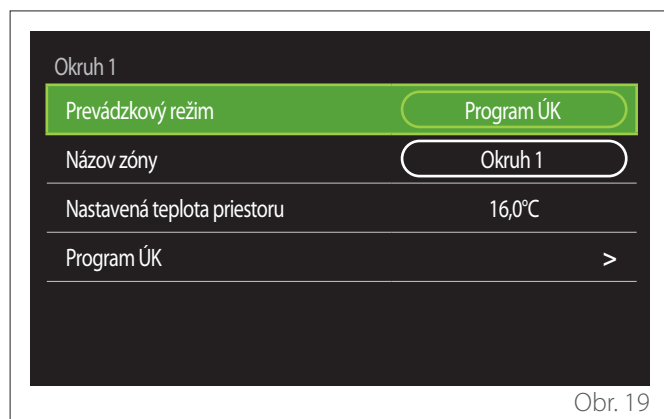 Okruh 1
Prevádzkový režim Program ÚK
Názov zóny Okruh 1
Nastavená teplota priestoru 16,0°C
Program ÚK >
Obr. 19